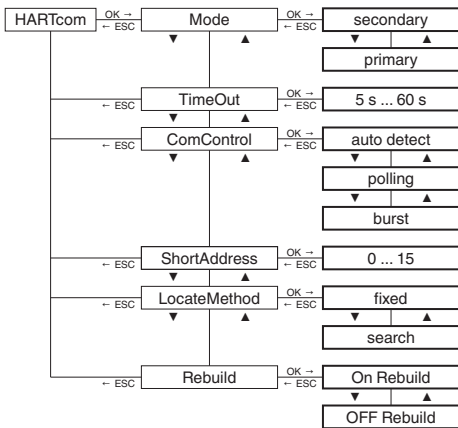 HARTcom OK → ← ESC Mode OK → ← ESC secondary
▼ ▲ ▼ ▲
primary
← ESC TimeOut OK → ← ESC 5 s ... 60 s
▼ ▲
← ESC ComControl OK → ← ESC auto detect
▼ ▲ ▼ ▲
polling
▼ ▲
burst
← ESC ShortAddress OK → ← ESC 0 ... 15
▼ ▲
← ESC LocateMethod OK → ← ESC fixed
▼ ▲ ▼ ▲
search
← ESC Rebuild OK → ← ESC On Rebuild
▼ ▲
OFF Rebuild